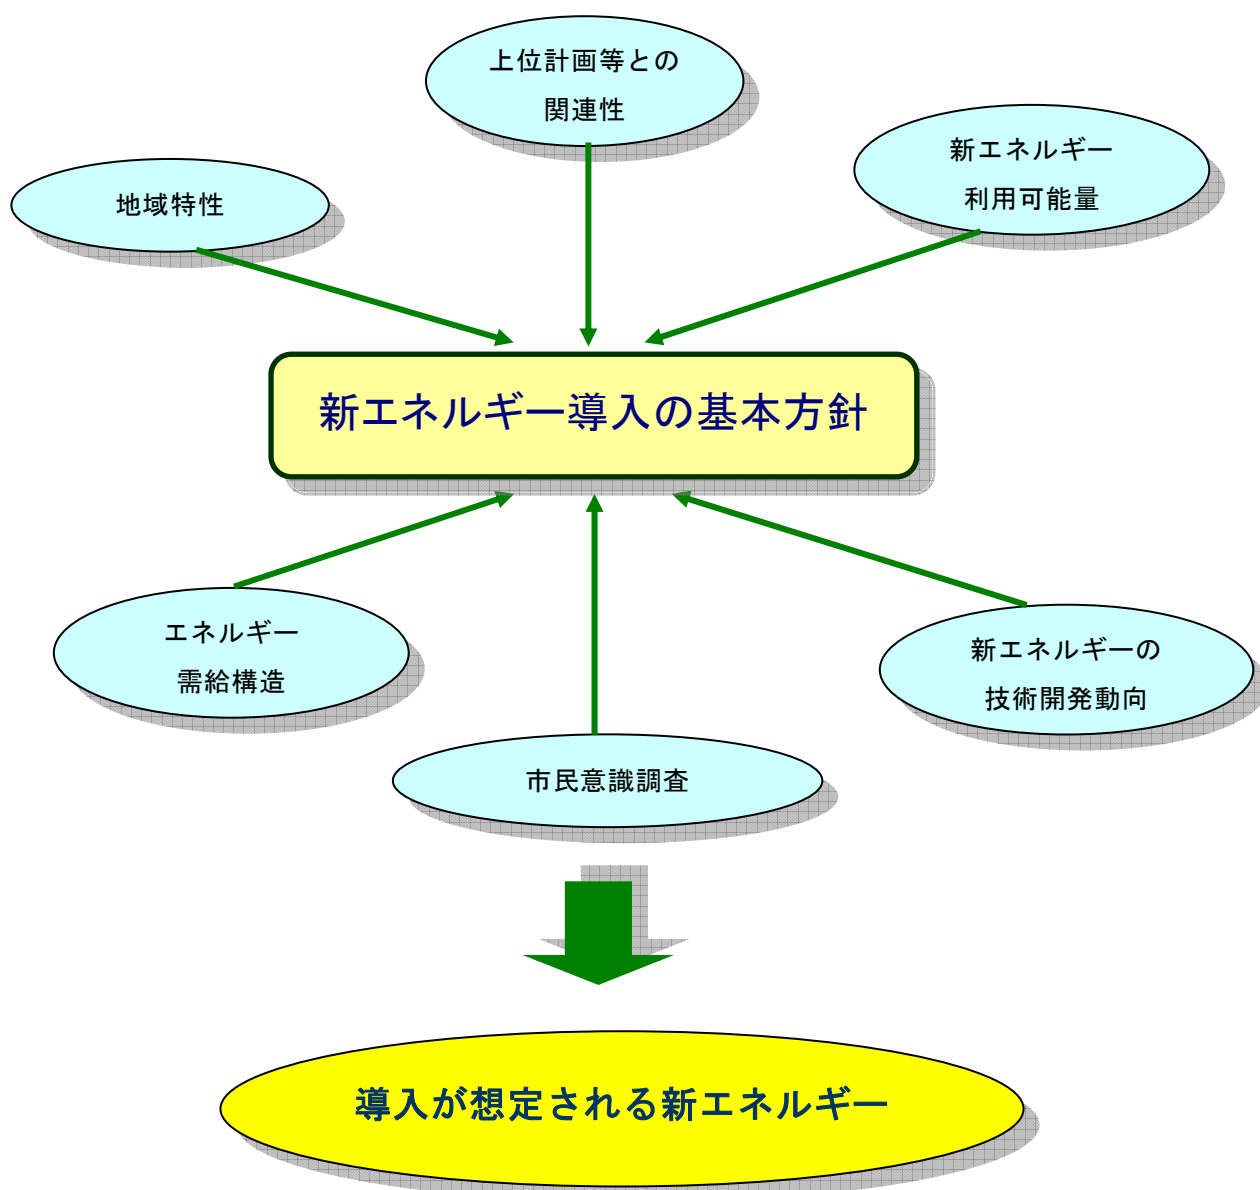 上位計画等との
関連性
新エネルギー
利用可能量
地域特性
新エネルギー導入の基本方針
エネルギー
需給構造
新エネルギーの
技術開発動向
市民意識調査
導入が想定される新エネルギー